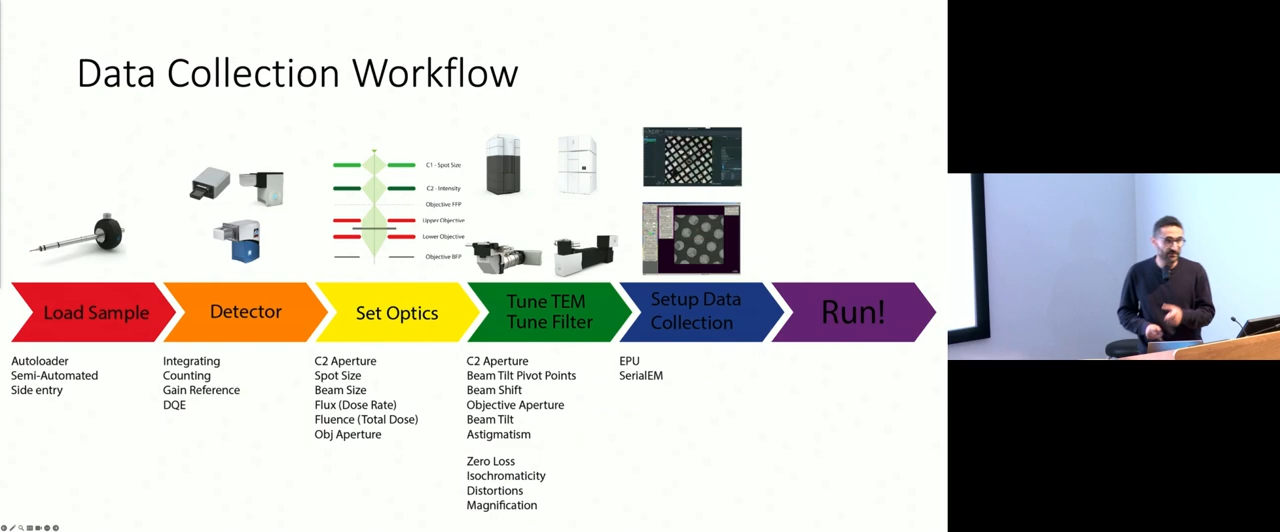 Data Collection Workflow
C1 - Spot Size
C2 - Intensity
Objective FFP
Upper Objective
Lower Objective
Objective BFP
Load Sample
Detector
Set Optics
Tune TEM
Tune Filter
Setup Data
Collection
Run!
Autoloader
Semi-Automated
Side entry
Integrating
Counting
Gain Reference
DQE
C2 Aperture
Spot Size
Beam Size
Flux (Dose Rate)
Fluence (Total Dose)
Obj Aperture
C2 Aperture
Beam Tilt Pivot Points
Beam Shift
Objective Aperture
Beam Tilt
Astigmatism
Zero Loss
Isochromaticity
Distortions
Magnification
EPU
SerialEM